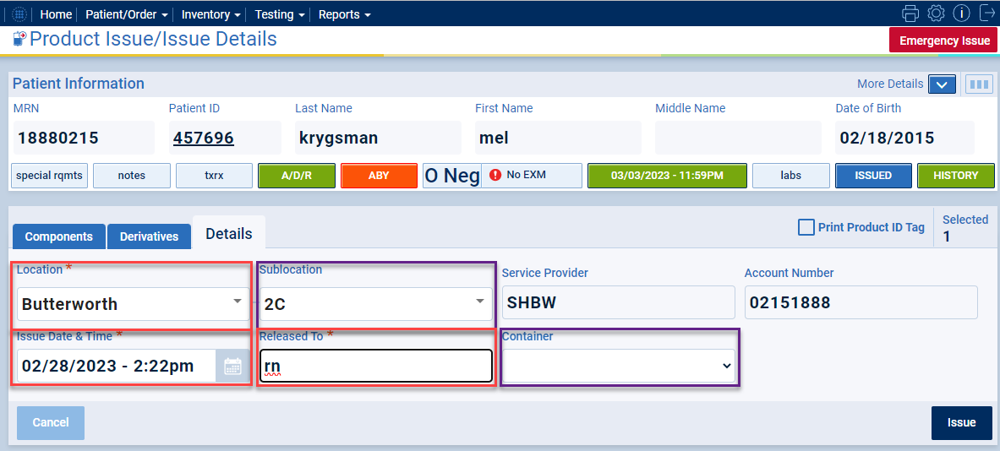 Home Patient/Order Inventory Testing Reports
Product Issue/Issue Details
Emergency Issue
Patient Information
More Details
MRN Patient ID Last Name First Name Middle Name Date of Birth
18880215 457696 krygsman mel 02/18/2015
special rqmts notes txrx A/D/R ABY O Neg No EXM 03/03/2023 - 11:59PM labs ISSUED HISTORY
Components Derivatives Details
Print Product ID Tag
Selected
1
Location * Sublocation Service Provider Account Number
Butterworth 2C SHBW 02151888
Issue Date & Time * Released To * Container
02/28/2023 - 2:22pm rn
Cancel Issue